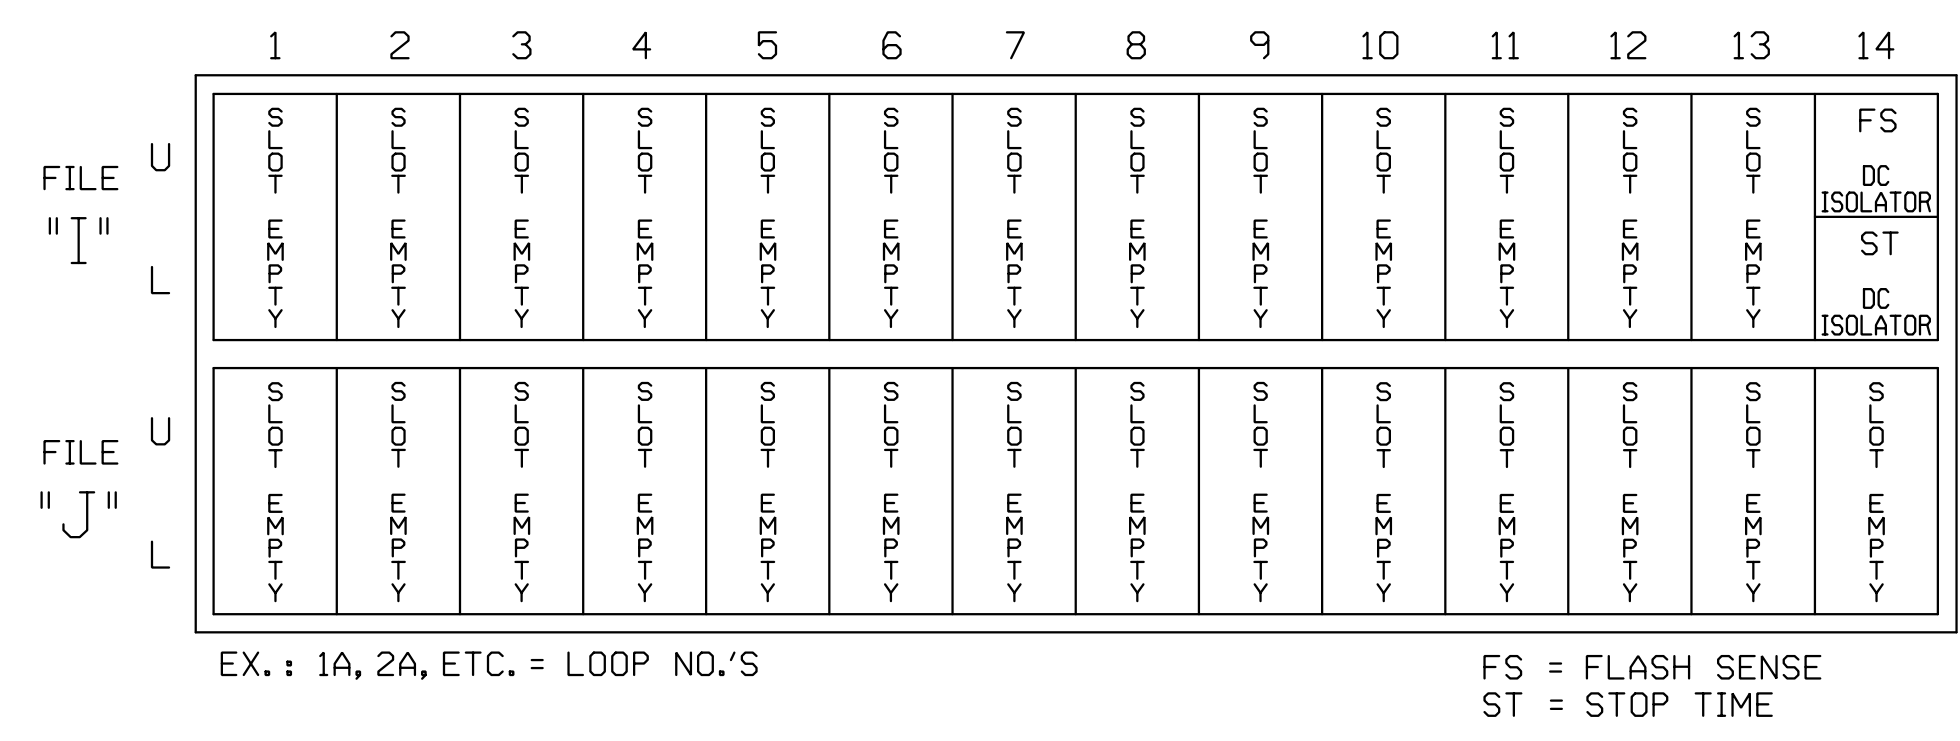 1 2 3 4 5 6 7 8 9 10 11 12 13 14
FILE "I"
U
L
SLOT EMPTY
SLOT EMPTY
SLOT EMPTY
SLOT EMPTY
SLOT EMPTY
SLOT EMPTY
SLOT EMPTY
SLOT EMPTY
SLOT EMPTY
SLOT EMPTY
SLOT EMPTY
SLOT EMPTY
SLOT EMPTY
FS
DC
ISOLATOR
ST
DC
ISOLATOR
FILE "J"
U
L
SLOT EMPTY
SLOT EMPTY
SLOT EMPTY
SLOT EMPTY
SLOT EMPTY
SLOT EMPTY
SLOT EMPTY
SLOT EMPTY
SLOT EMPTY
SLOT EMPTY
SLOT EMPTY
SLOT EMPTY
SLOT EMPTY
SLOT EMPTY
EX.: 1A, 2A, ETC. = LOOP NO.'S
FS = FLASH SENSE
ST = STOP TIME